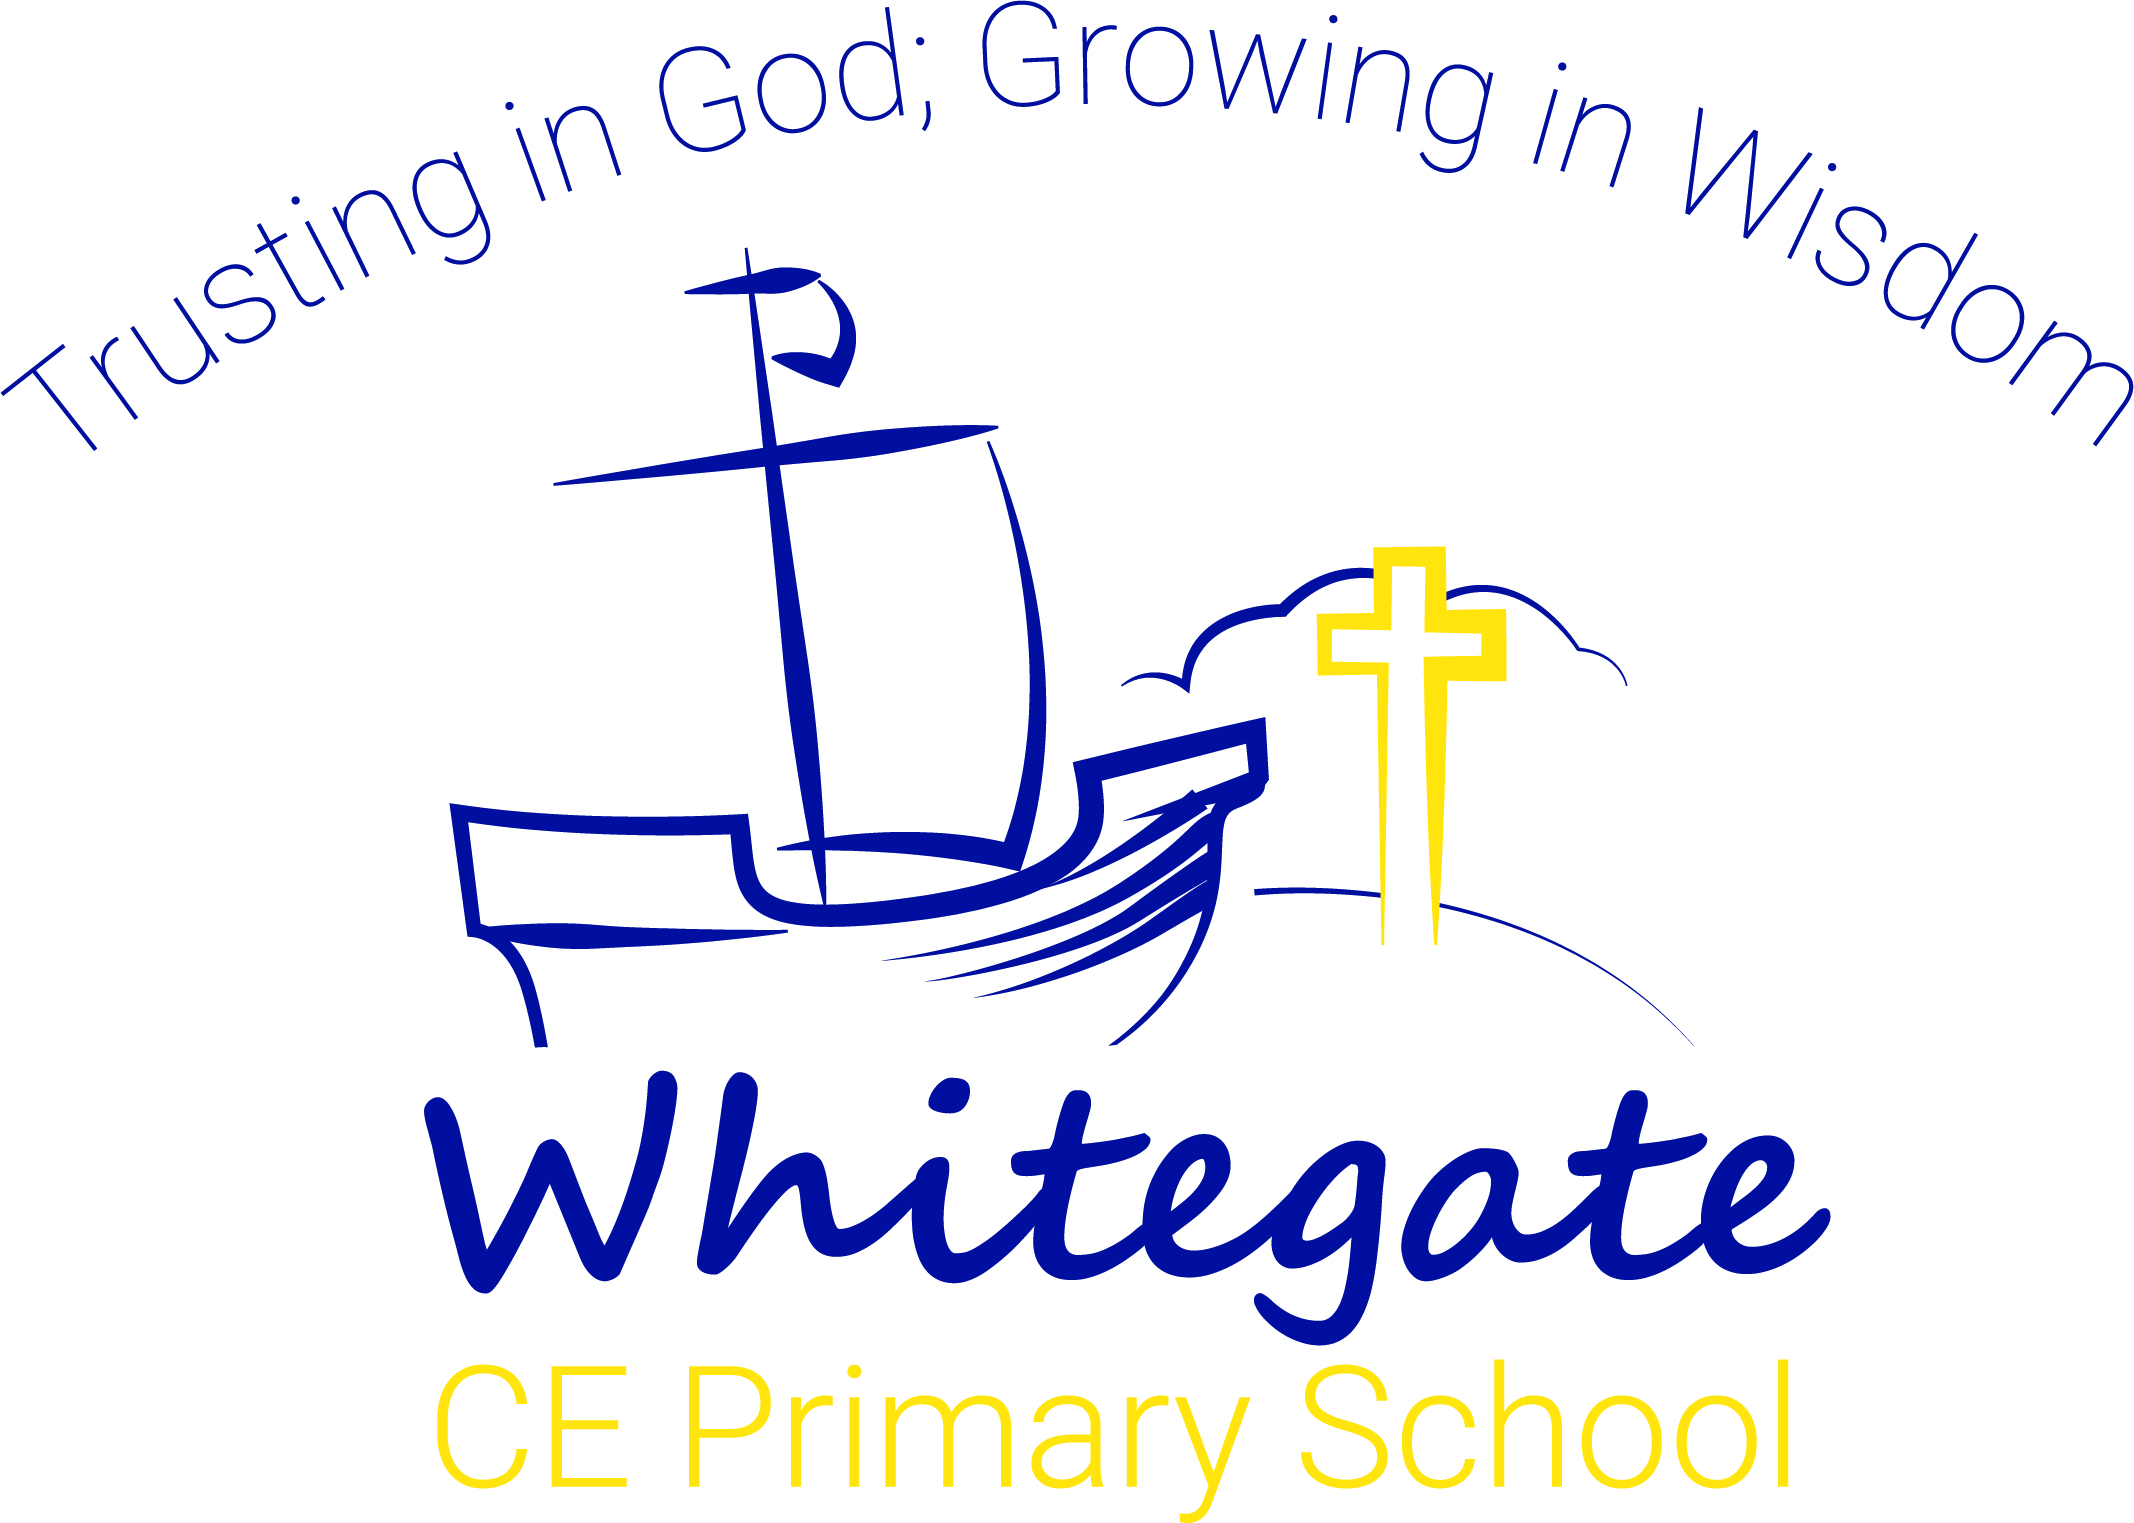 Trusting in God; Growing in Wisdom
Whitegate
CE Primary School